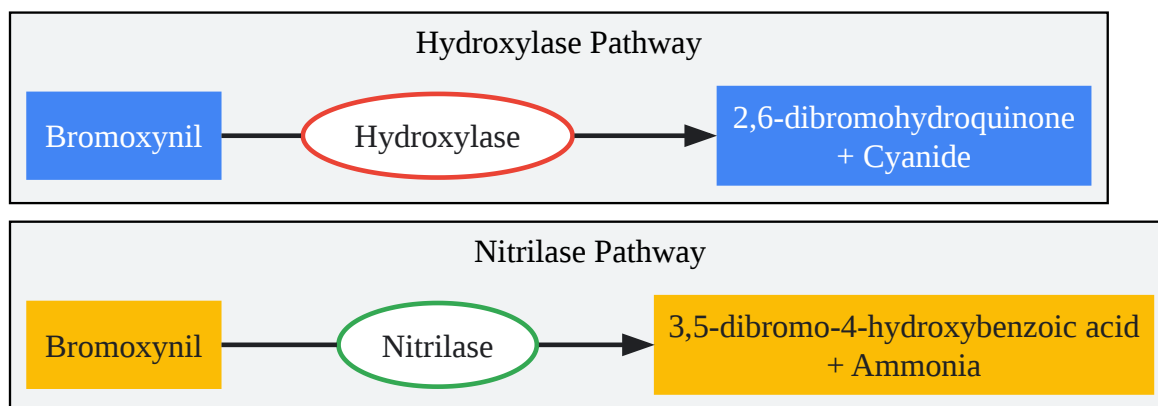 Hydroxylase Pathway
Bromoxynil
Hydroxylase
2,6-dibromohydroquinone
+ Cyanide
Nitrilase Pathway
Bromoxynil
Nitrilase
3,5-dibromo-4-hydroxybenzoic acid
+ Ammonia